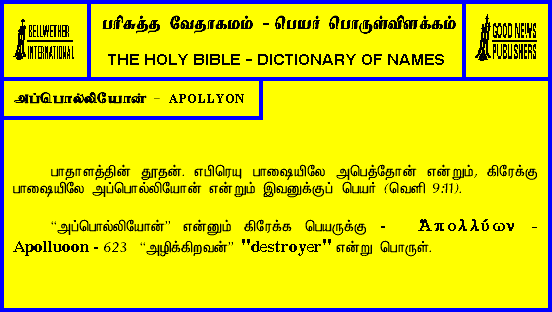 BELLWETHER
INTERNATIONAL
பரிசுத்த வேதாகமம் - பெயர் பொருள்விளக்கம்
THE HOLY BIBLE - DICTIONARY OF NAMES
GOOD NEWS
PUBLISHERS
அப்பொல்லியோன் - APOLLYON
பாதாளத்தின் தூதன். எபிரெயு பாஷையிலே அபெத்தோன் என்றும், கிரேக்கு
பாஷையிலே அப்பொல்லியோன் என்றும் இவனுக்குப் பெயர் (வெளி 9:11).
“அப்பொல்லியோன்” என்னும் கிரேக்க பெயருக்கு - Ἀπολλύων -
Apolluoon - 623 “அழிக்கிறவன்” "destroyer" என்று பொருள்.